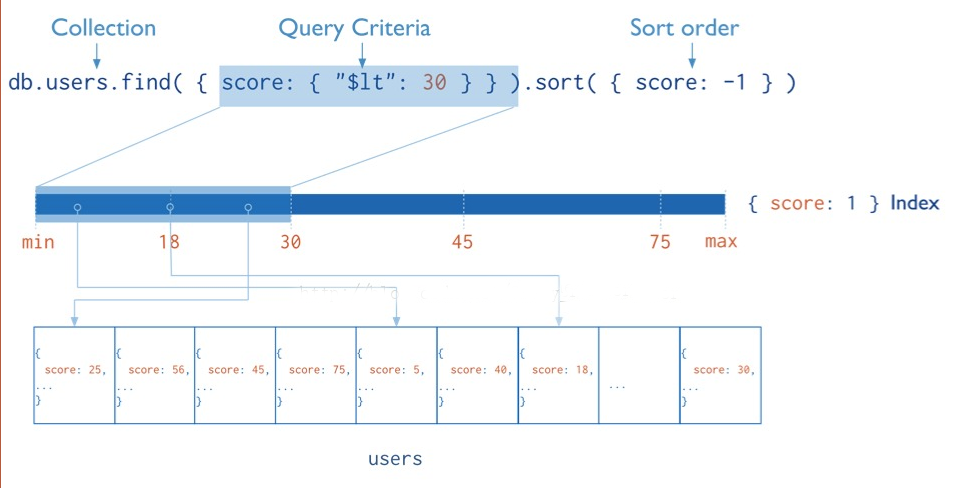 Collection Query Criteria Sort order
db.users.find( { score: { "$lt": 30 } } ).sort( { score: -1 } )
{ score: 1 } Index
min 18 30 45 75 max
{ { { { { { { {
score: 25, score: 56, score: 45, score: 75, score: 5, score: 40, score: 18, score: 30,
... ... ... ... ... ... ... ... ...
} } } } } } } }
users